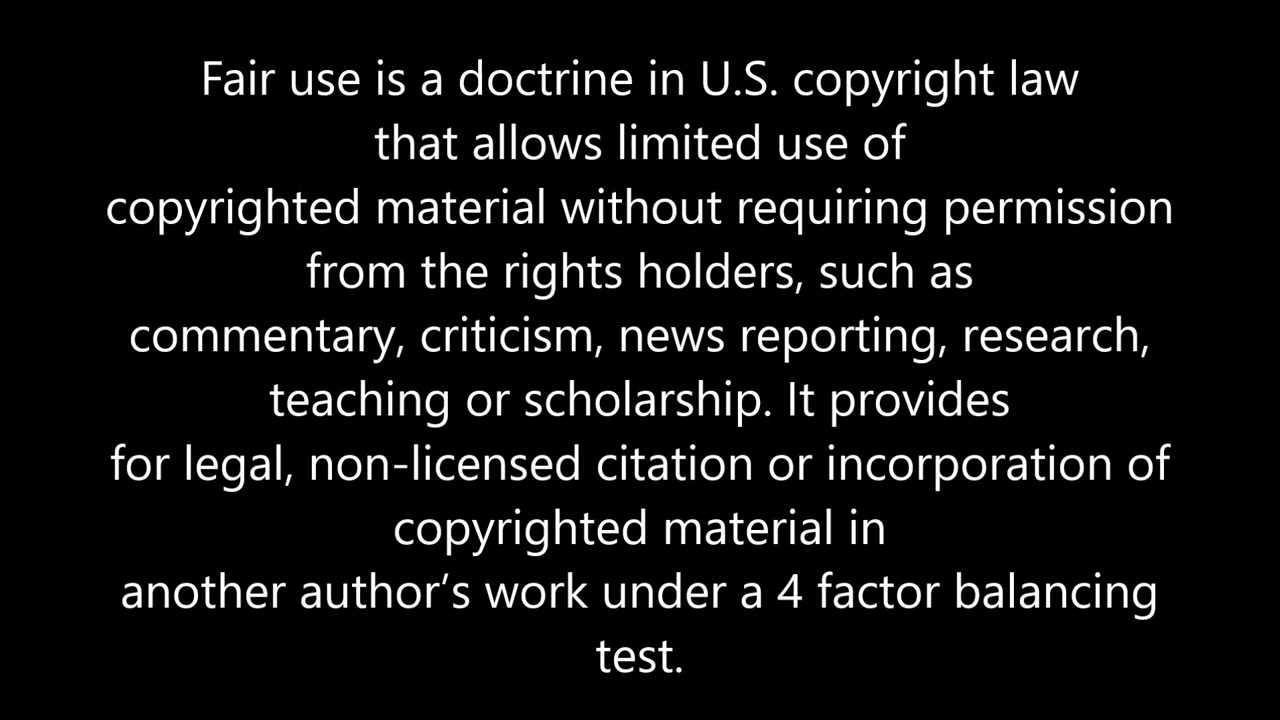 Fair use is a doctrine in U.S. copyright law
that allows limited use of
copyrighted material without requiring permission
from the rights holders, such as
commentary, criticism, news reporting, research,
teaching or scholarship. It provides
for legal, non-licensed citation or incorporation of
copyrighted material in
another author’s work under a 4 factor balancing
test.